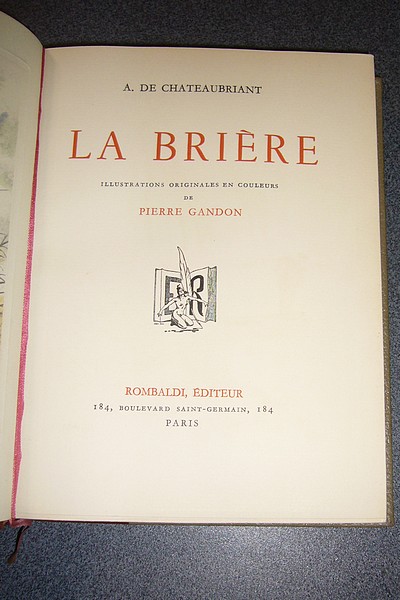 A. DE CHATEAUBRIANT
LA BRIÈRE
ILLUSTRATIONS ORIGINALES EN COULEURS
DE
PIERRE GANDON
ER
ROMBALDI, ÉDITEUR
184, BOULEVARD SAINT-GERMAIN, 184
PARIS